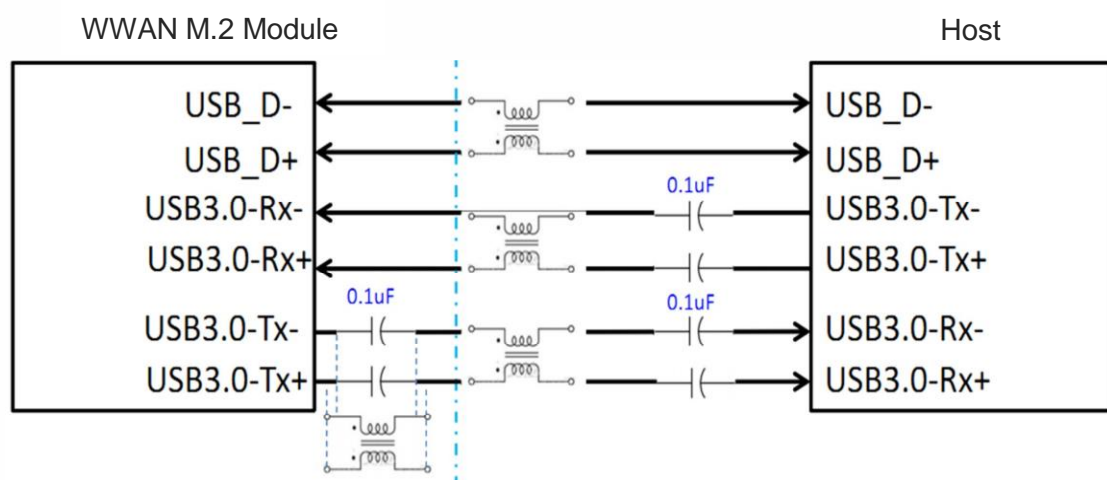 WWAN M.2 Module
Host
USB_D-
USB_D-
USB_D+
USB_D+
0.1uF
USB3.0-Rx-
USB3.0-Tx-
USB3.0-Rx+
USB3.0-Tx+
0.1uF
0.1uF
USB3.0-Tx-
USB3.0-Rx-
USB3.0-Tx+
USB3.0-Rx+